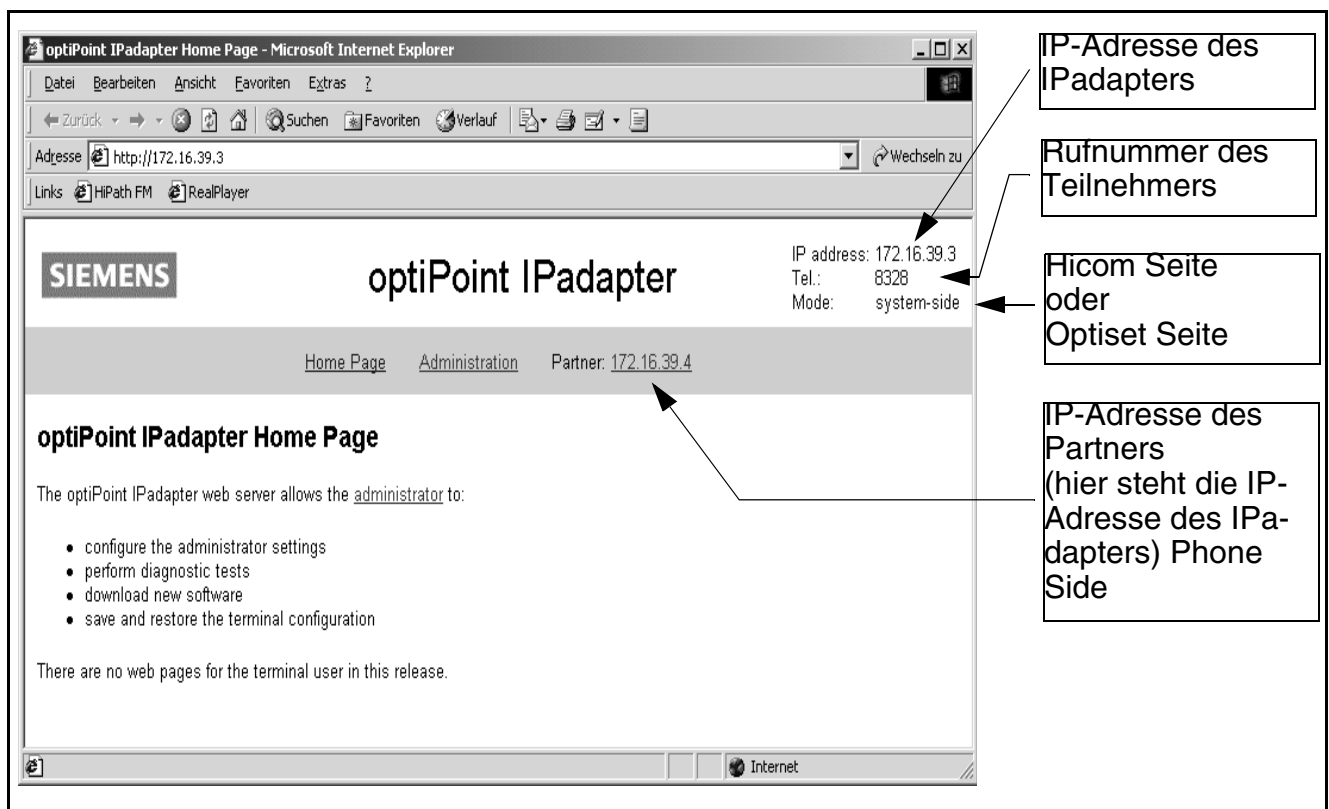 optiPoint IPadapter Home Page - Microsoft Internet Explorer
Datei Bearbeiten Ansicht Favoriten Extras ?
Zurück Suchen Favoriten Verlauf
Adresse http://172.16.39.3 Wechseln zu
Links HiPath FM RealPlayer
SIEMENS
optiPoint IPadapter
IP address: 172.16.39.3
Tel.: 8328
Mode: system-side
Home Page Administration Partner: 172.16.39.4
optiPoint IPadapter Home Page
The optiPoint IPadapter web server allows the administrator to:
• configure the administrator settings
• perform diagnostic tests
• download new software
• save and restore the terminal configuration
There are no web pages for the terminal user in this release.
Internet
IP-Adresse des
IPadapters
Rufnummer des
Teilnehmers
Hicom Seite
oder
Optiset Seite
IP-Adresse des
Partners
(hier steht die IP-
Adresse des IPa-
dapters) Phone
Side